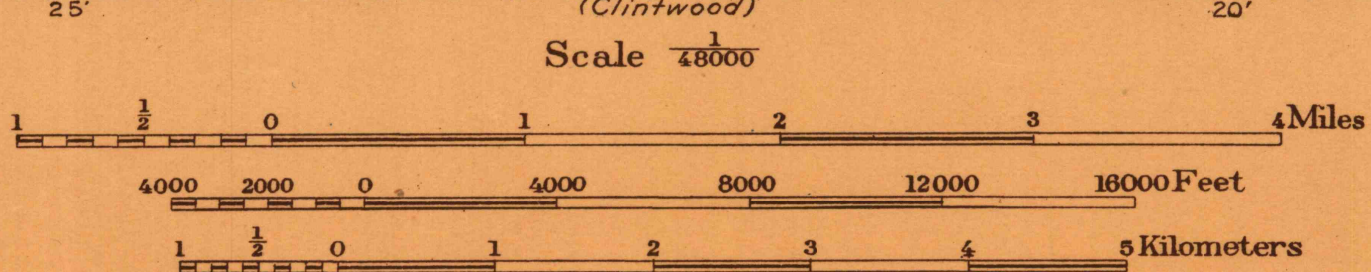 25′ (Clintwood) 20′
Scale 1/48000
1 ½ 0 1 2 3 4 Miles
4000 2000 0 4000 8000 12000 16000 Feet
1 ½ 0 1 2 3 4 5 Kilometers